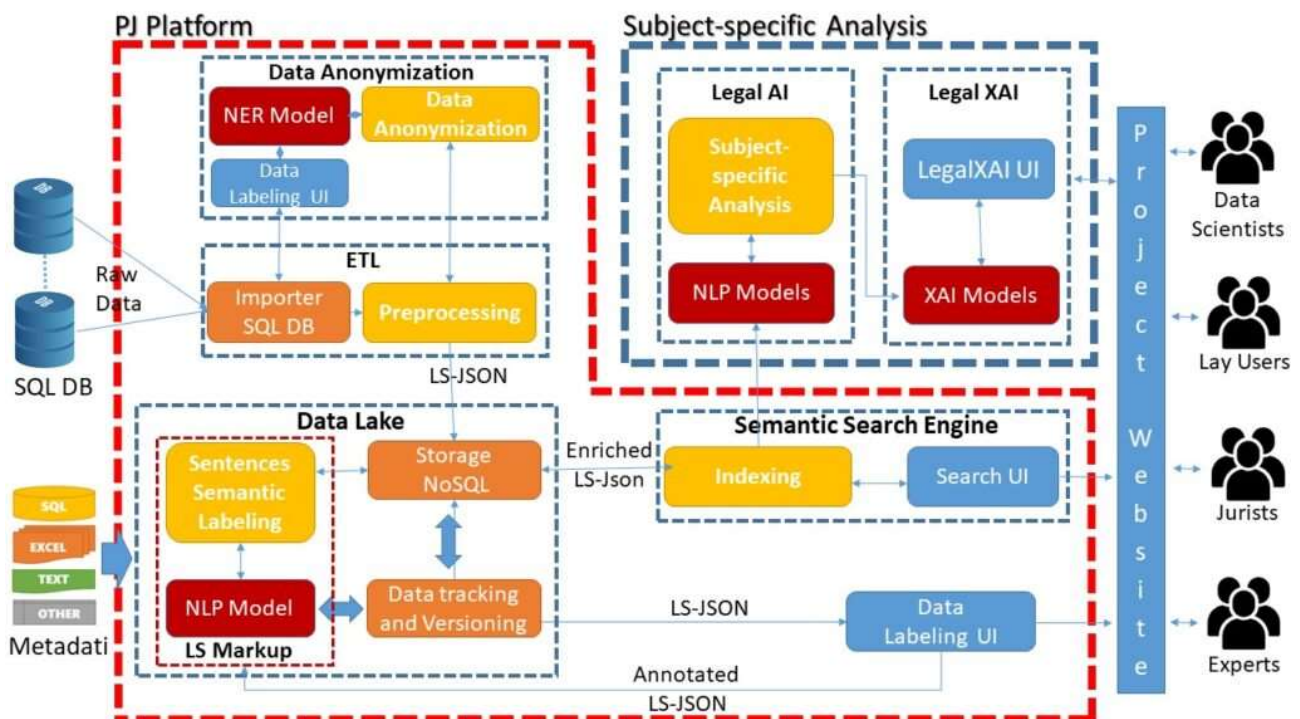 PJ Platform
Subject-specific Analysis
Data Anonymization
NER Model
Data
Anonymization
Data
Labeling UI
Legal AI
Subject-
specific
Analysis
NLP Models
Legal XAI
LegalXAI UI
XAI Models
Raw
Data
SQL DB
ETL
Importer
SQL DB
Preprocessing
LS-JSON
Data Lake
Sentences
Semantic
Labeling
Storage
NoSQL
NLP Model
LS Markup
Data tracking
and Versioning
Enriched
LS-Json
Semantic Search Engine
Indexing
Search UI
LS-JSON
Data
Labeling UI
Annotated
LS-JSON
SQL
EXCEL
TEXT
OTHER
Metadati
Project Website
Data
Scientists
Lay Users
Jurists
Experts